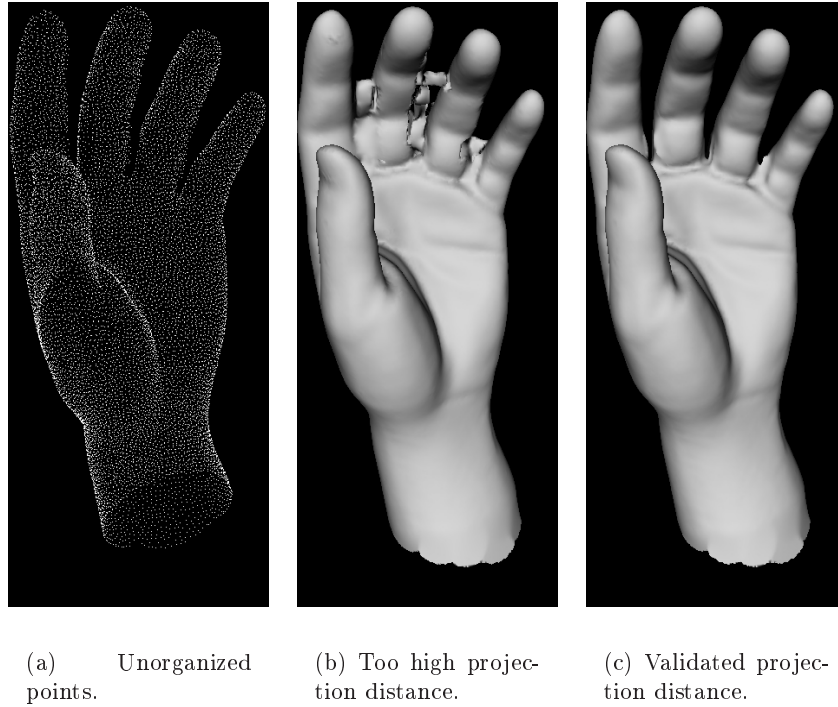 (a) Unorganized
points.
(b) Too high projec-
tion distance.
(c) Validated projec-
tion distance.